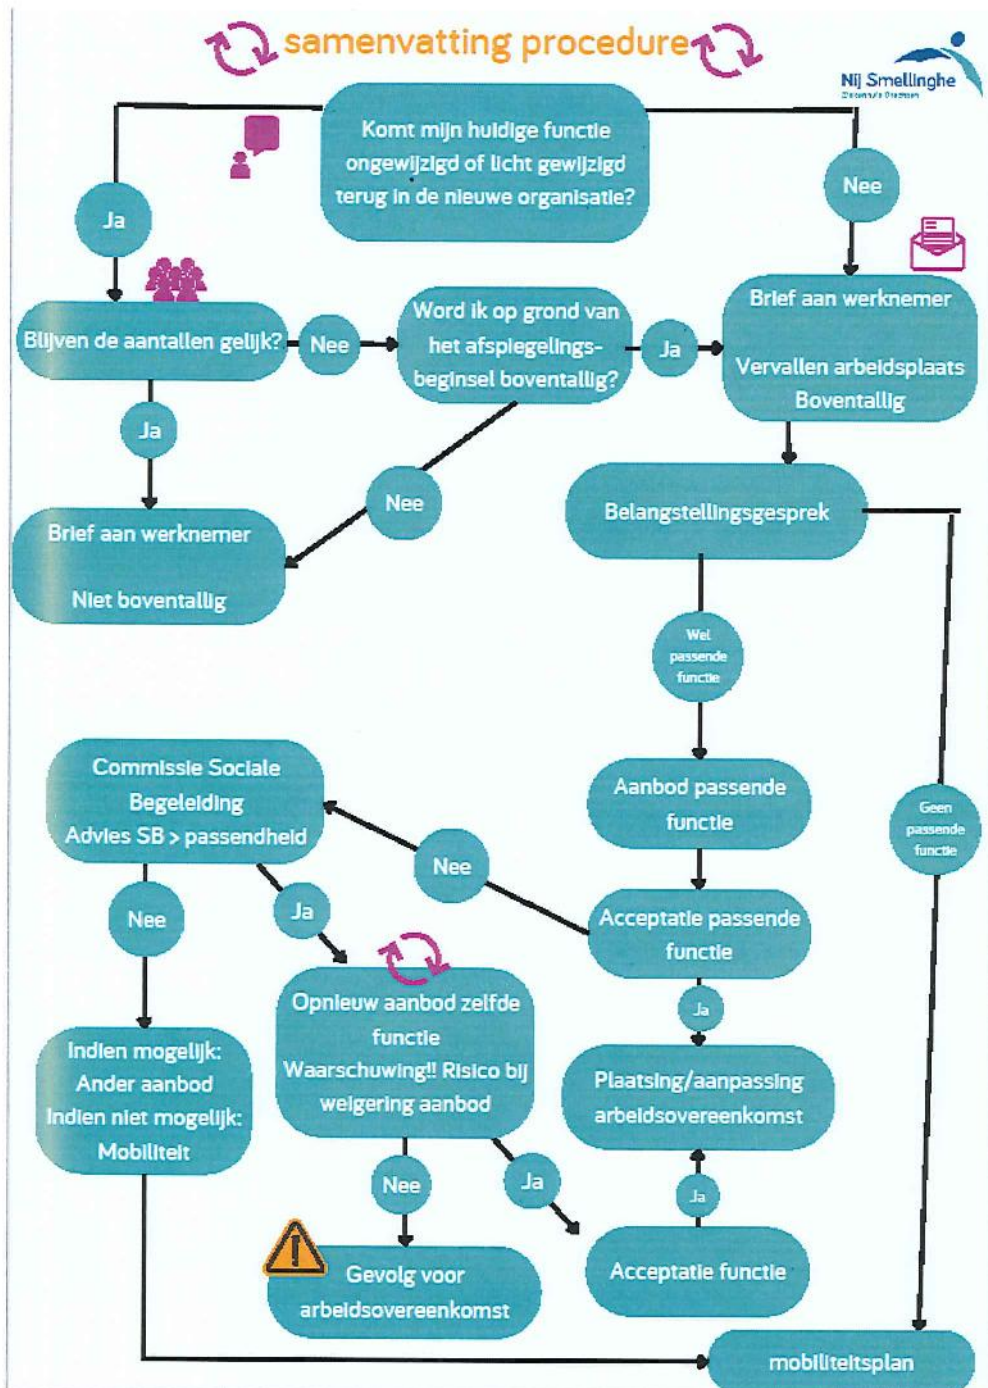 samenvatting procedure
Nij Smellinghe
Komt mijn huidige functie
ongewijzigd of licht gewijzigd
terug in de nieuwe organisatie?
Ja
Nee
Blijven de aantallen gelijk?
Nee
Word ik op grond van
het afspiegelings-
beginsel boventallig?
Ja
Brief aan werknemer
Vervallen arbeidsplaats
Boventallig
Ja
Nee
Brief aan werknemer
Niet boventallig
Belangstellingsgesprek
Wel
passende
functie
Geen
passende
functie
Aanbod passende
functie
Commissie Sociale
Begeleiding
Advies SB > passendheid
Nee
Acceptatie passende
functie
Nee
Ja
Ja
Opnieuw aanbod zelfde
functie
Waarschuwing!! Risico bij
weigering aanbod
Indien mogelijk:
Ander aanbod
Indien niet mogelijk:
Mobiliteit
Plaatsing/aanpassing
arbeidsovereenkomst
Nee
Ja
Ja
Gevolg voor
arbeidsovereenkomst
Acceptatie functie
mobiliteitsplan